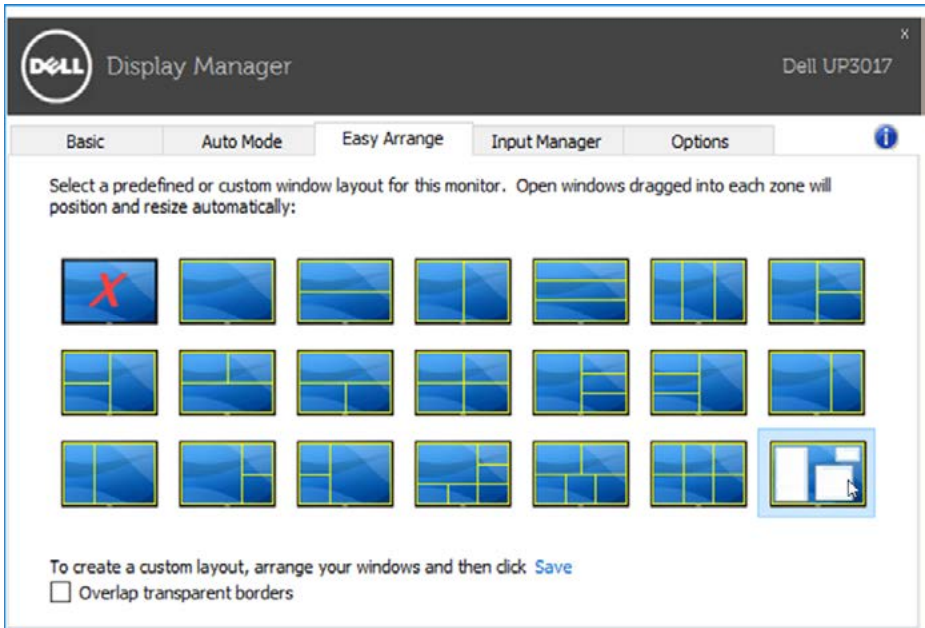 X
DELL Display Manager Dell UP3017
Basic Auto Mode Easy Arrange Input Manager Options i
Select a predefined or custom window layout for this monitor. Open windows dragged into each zone will
position and resize automatically:
X
To create a custom layout, arrange your windows and then click Save
Overlap transparent borders